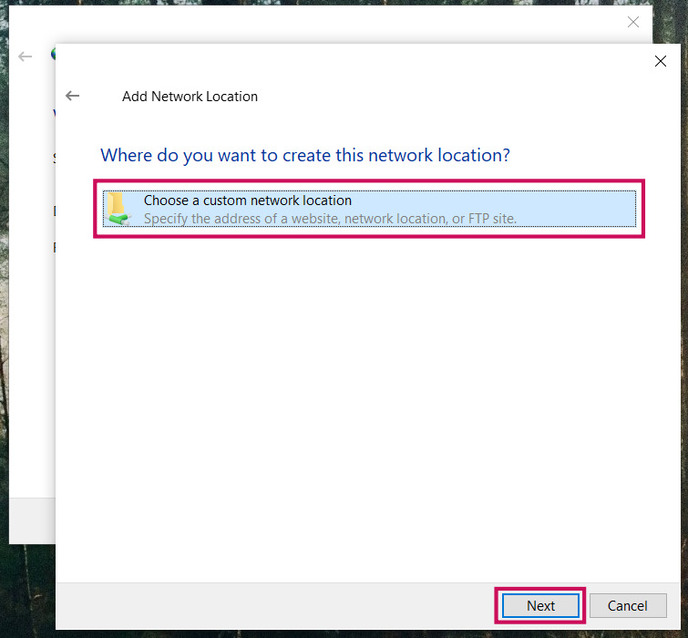 Add Network Location
Where do you want to create this network location?
Choose a custom network location
Specify the address of a website, network location, or FTP site.
Next
Cancel